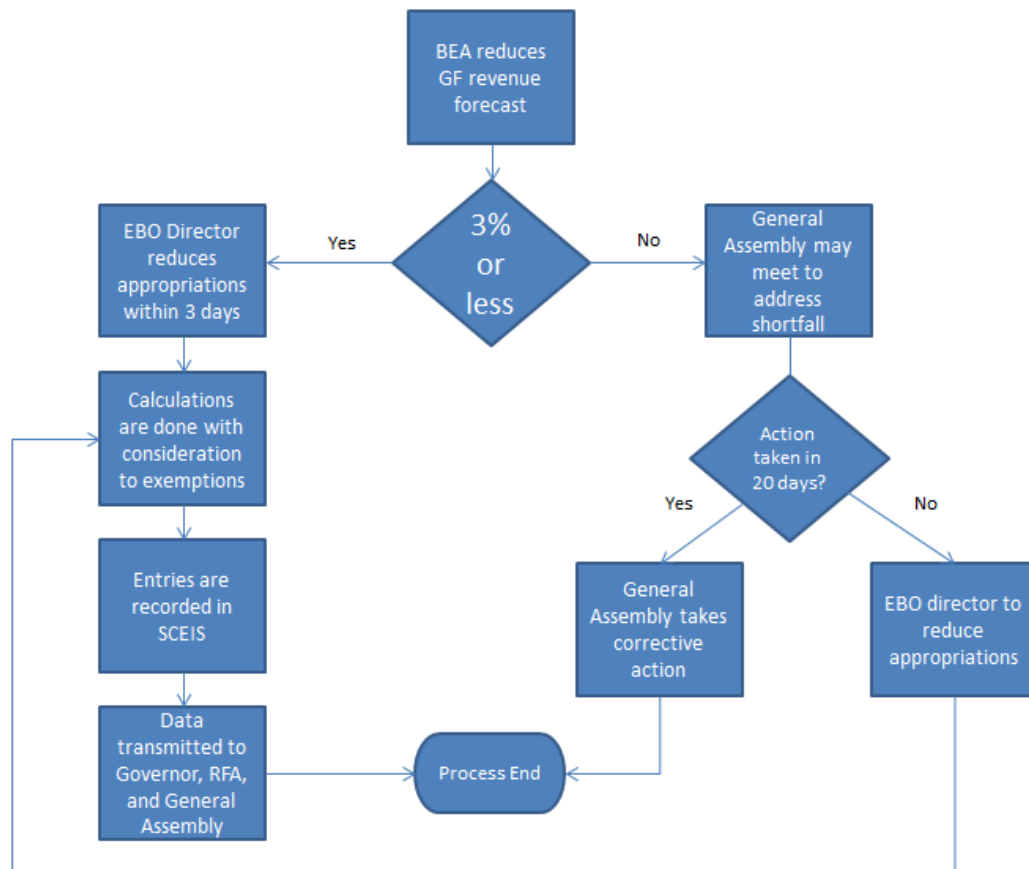 BEA reduces
GF revenue
forecast
3%
or
less
Yes
No
EBO Director
reduces
appropriations
within 3 days
General
Assembly may
meet to
address
shortfall
Calculations
are done with
consideration
to exemptions
Action
taken in
20 days?
Yes
No
Entries are
recorded in
SCEIS
General
Assembly takes
corrective
action
EBO director to
reduce
appropriations
Data
transmitted to
Governor, RFA,
and General
Assembly
Process End